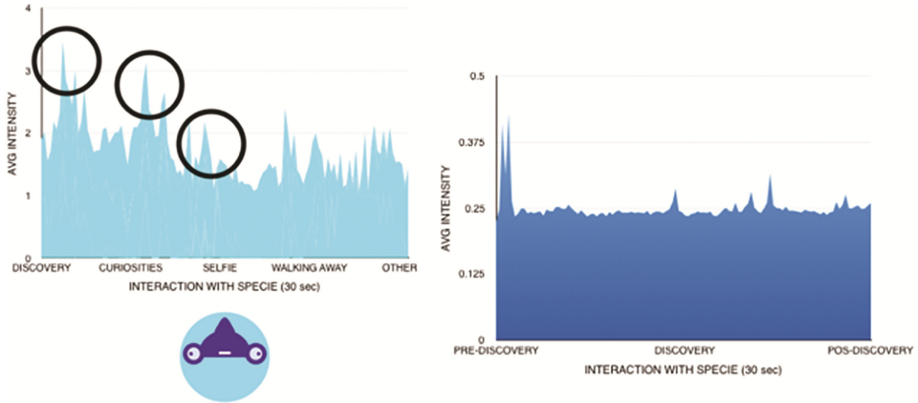 4
3
2
1
0
AVG INTENSITY
DISCOVERY CURIOSITIES SELFIE WALKING AWAY OTHER
INTERACTION WITH SPECIE (30 sec)
0.5
0.375
0.25
0.125
0
AVG INTENSITY
PRE-DISCOVERY DISCOVERY POS-DISCOVERY
INTERACTION WITH SPECIE (30 sec)